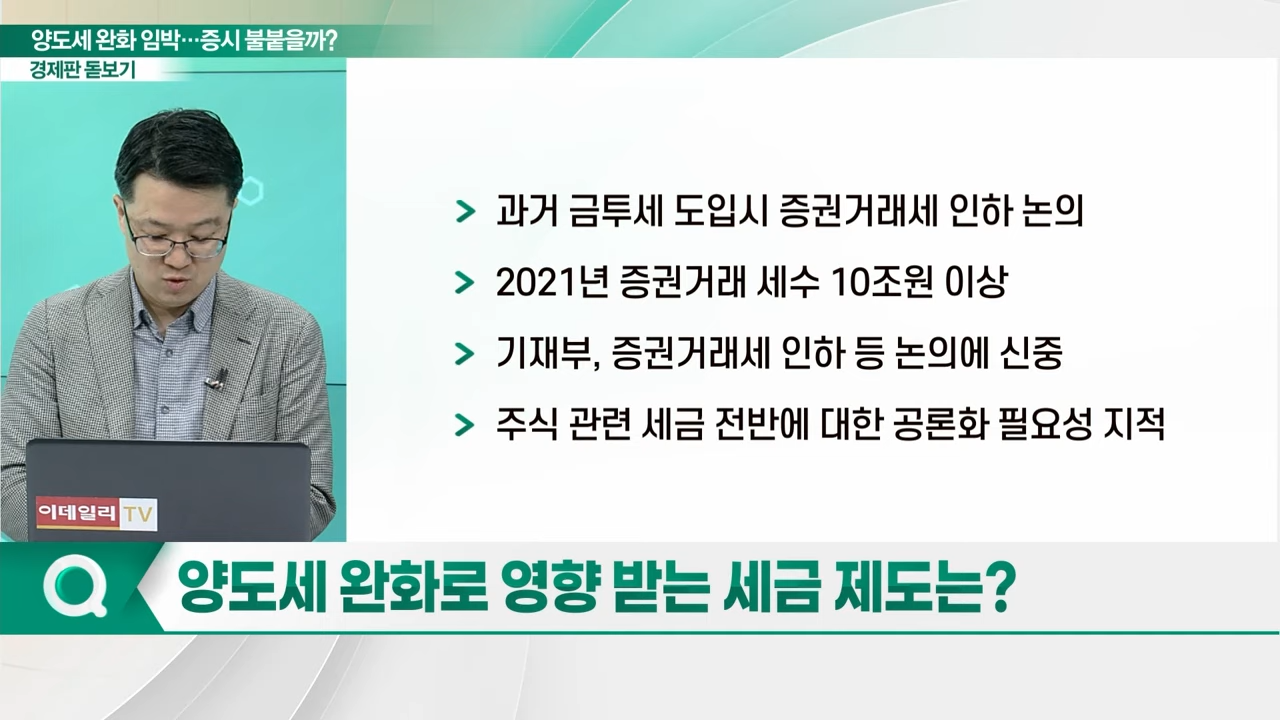 양도세 완화 임박…증시 불붙을까?
경제판 돋보기
> 과거 금투세 도입시 증권거래세 인하 논의
> 2021년 증권거래 세수 10조원 이상
> 기재부, 증권거래세 인하 등 논의에 신중
> 주식 관련 세금 전반에 대한 공론화 필요성 지적
이데일리 TV
Q 양도세 완화로 영향 받는 세금 제도는?